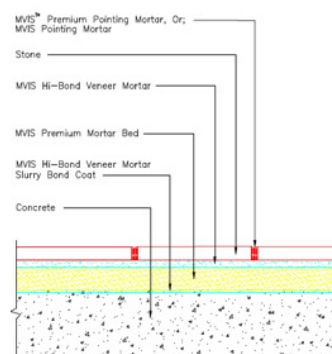 MVIS™ Premium Pointing Mortar, Or;
MVIS Pointing Mortar
Stone
MVIS Hi-Bond Veneer Mortar
MVIS Premium Mortar Bed
MVIS Hi-Bond Veneer Mortar
Slurry Bond Coat
Concrete